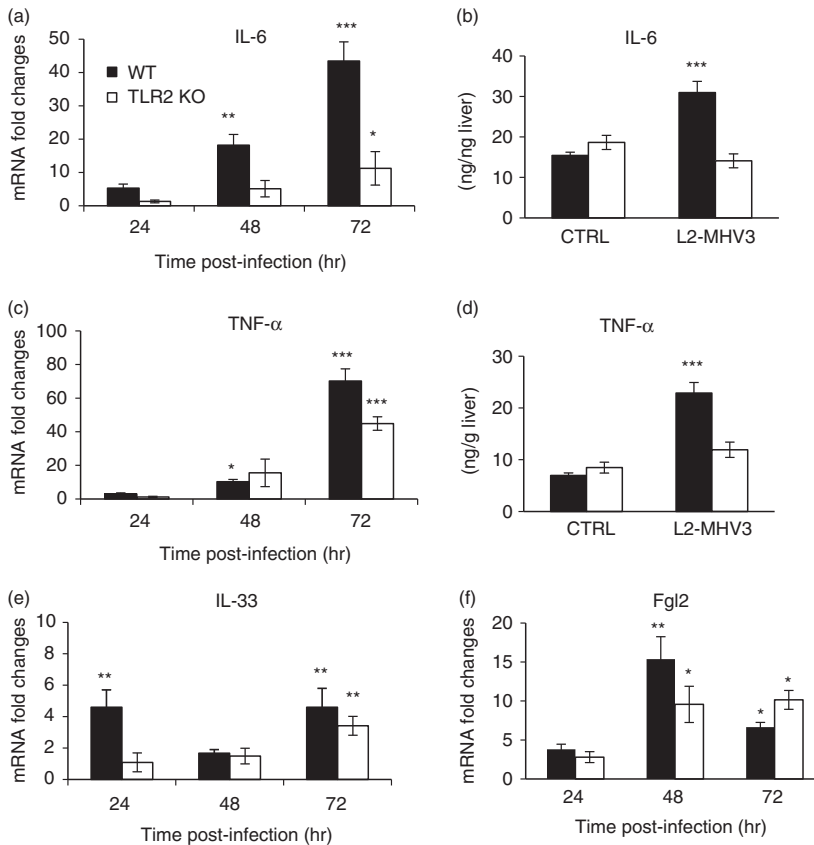 (a)
IL-6
mRNA fold changes
50
40
30
20
10
0
WT
TLR2 KO
**
***
*
24 48 72
Time post-infection (hr)
(b)
IL-6
(ng/ng liver)
40
30
20
10
0
***
CTRL L2-MHV3
(c)
TNF-α
mRNA fold changes
100
80
60
40
20
0
*
***
***
24 48 72
Time post-infection (hr)
(d)
TNF-α
(ng/g liver)
30
20
10
0
***
CTRL L2-MHV3
(e)
IL-33
mRNA fold changes
10
8
6
4
2
0
**
**
**
24 48 72
Time post-infection (hr)
(f)
Fgl2
mRNA fold changes
20
15
10
5
0
**
*
*
*
24 48 72
Time post-infection (hr)